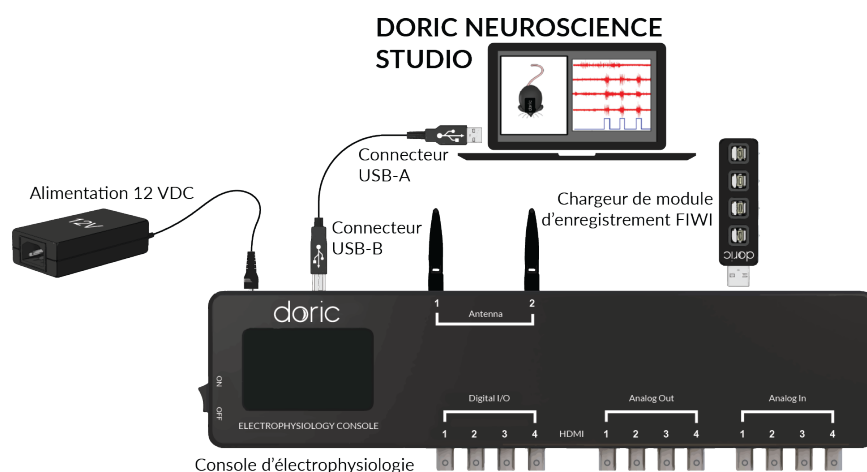 DORIC NEUROSCIENCE
STUDIO
DORIC
Connecteur
USB-A
Alimentation 12 VDC
12V
Connecteur
USB-B
Chargeur de module
d'enregistrement FIWI
doric
doric
1 2
Antenna
ON
OFF
ELECTROPHYSIOLOGY CONSOLE
Digital I/O
1 2 3 4
HDMI
Analog Out
1 2 3 4
Analog In
1 2 3 4
Console d'électrophysiologie